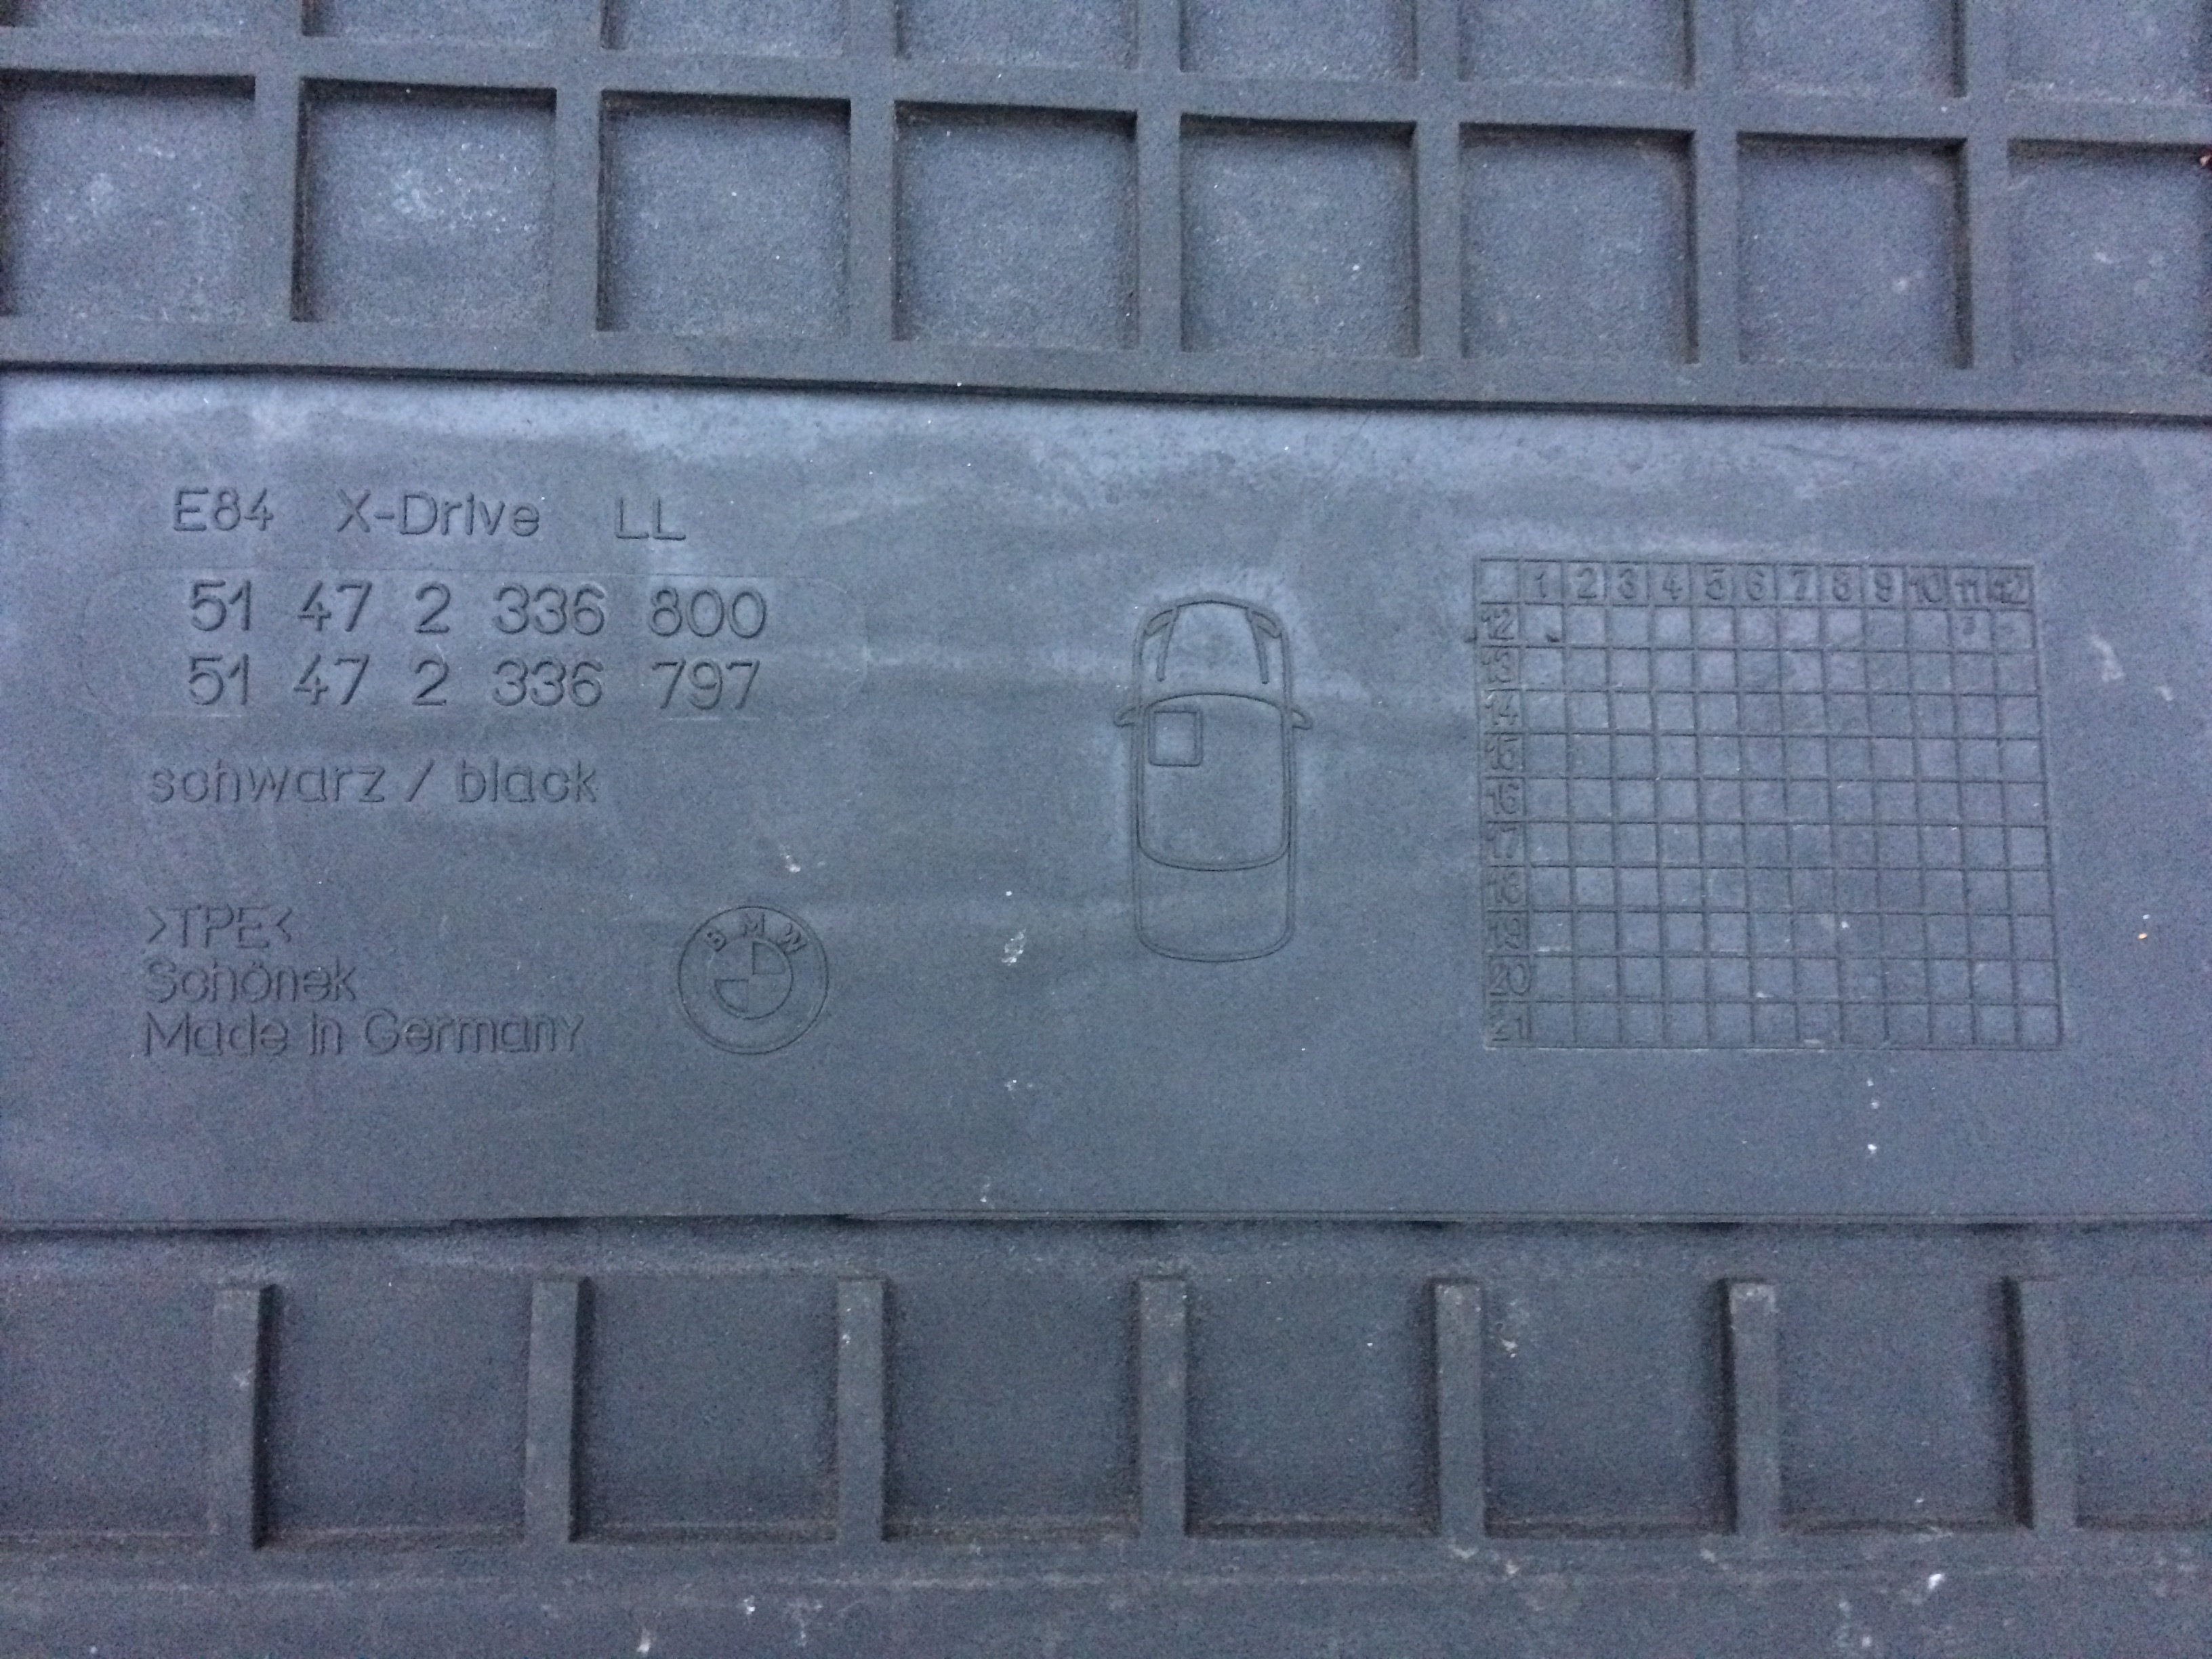 E84 X-Drive LL
51 47 2 336 800
51 47 2 336 797
schwarz / black
>TPE<
Schönek
Made in Germany
BMW
1 2 3 4 5 6 7 8 9 10 11 12
12
13
14
15
16
17
18
19
20
21